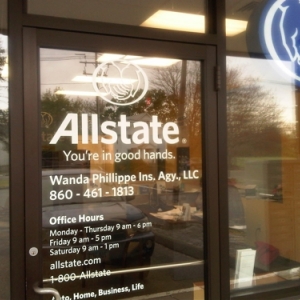 Allstate®
You're in good hands.
Wanda Phillippe Ins. Agy., LLC
860 - 461 - 1813
Office Hours
Monday - Thursday 9 am - 6 pm
Friday 9 am - 5 pm
Saturday 9 am - 1 pm
allstate.com
1-800-Allstate
Auto, Home, Business, Life